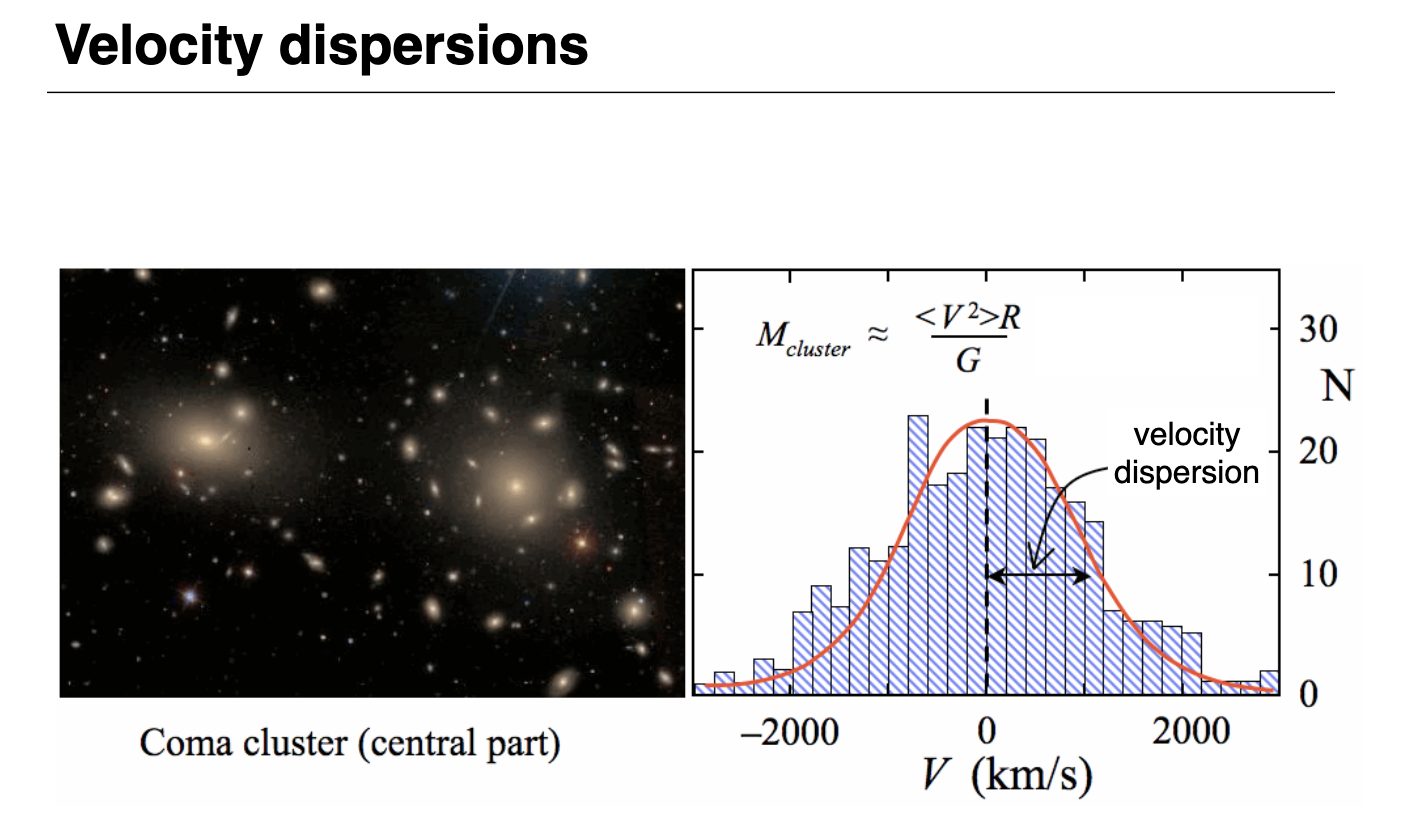 Velocity dispersions
M_cluster ≈ <V²>R
G
30
N
velocity
dispersion
20
10
0
–2000 0 2000
V (km/s)
Coma cluster (central part)